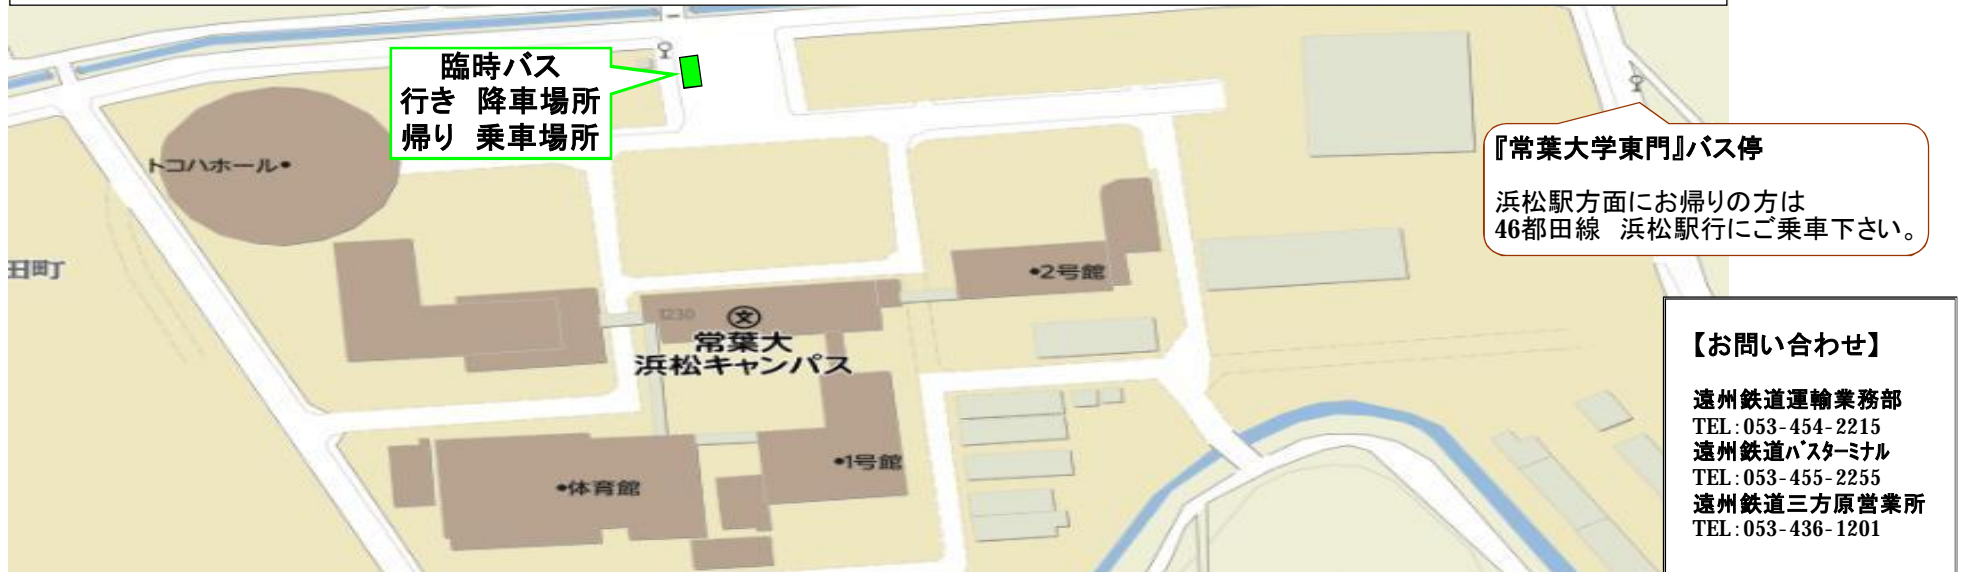 臨時バス
行き　降車場所
帰り　乗車場所
トコハホール
『常葉大学東門』バス停
浜松駅方面にお帰りの方は
46都田線　浜松駅行にご乗車下さい。
田町
2号館
1230
常葉大
浜松キャンパス
1号館
体育館
【お問い合わせ】
遠州鉄道運輸業務部
TEL:053-454-2215
遠州鉄道バスターミナル
TEL:053-455-2255
遠州鉄道三方原営業所
TEL:053-436-1201